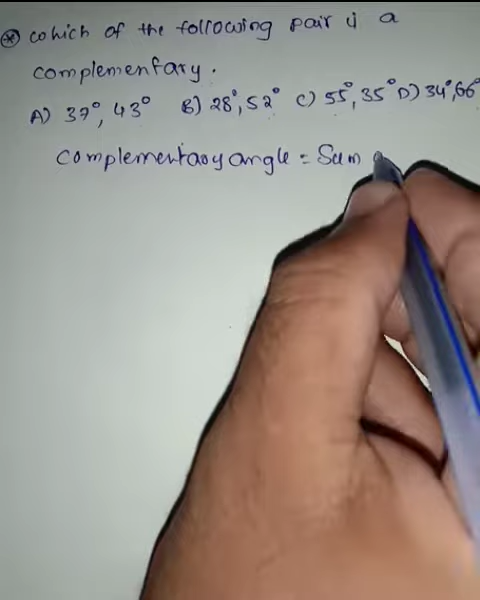 ⊛ which of the following pair is a
complementary.
A) 37°, 43° B) 28°, 52° C) 55°, 35° D) 34°, 66°
complementary angle = Sum